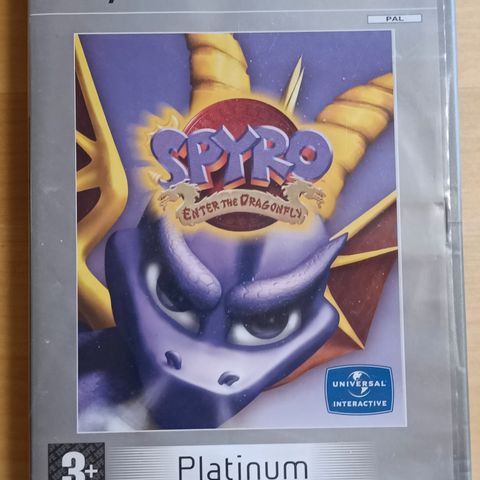 PAL
SPYRO
ENTER THE DRAGONFLY
UNIVERSAL
INTERACTIVE
3+
Platinum